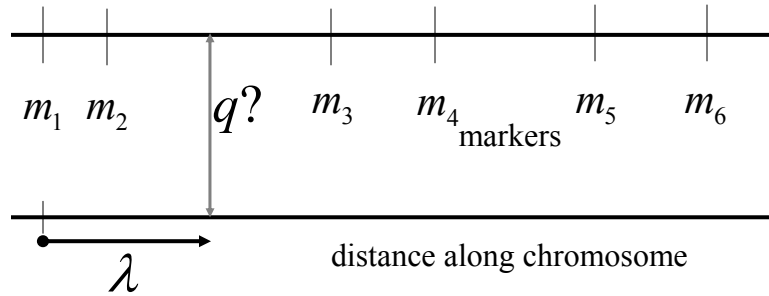 m₁ m₂ q? m₃ m₄ markers m₅ m₆
λ
distance along chromosome